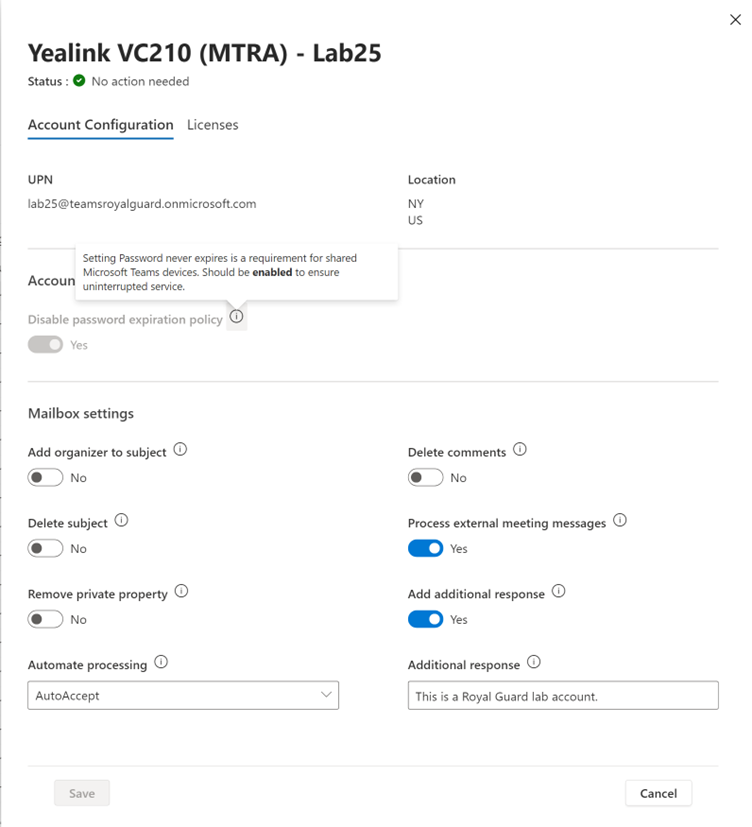 Yealink VC210 (MTRA) - Lab25
Status : No action needed
Account Configuration Licenses
UPN
lab25@teamsroyalguard.onmicrosoft.com
Location
NY
US
Setting Password never expires is a requirement for shared
Microsoft Teams devices. Should be enabled to ensure
uninterrupted service.
Accoun
Disable password expiration policy
Yes
Mailbox settings
Add organizer to subject
No
Delete comments
No
Delete subject
No
Process external meeting messages
Yes
Remove private property
No
Add additional response
Yes
Automate processing
AutoAccept
Additional response
This is a Royal Guard lab account.
Save
Cancel